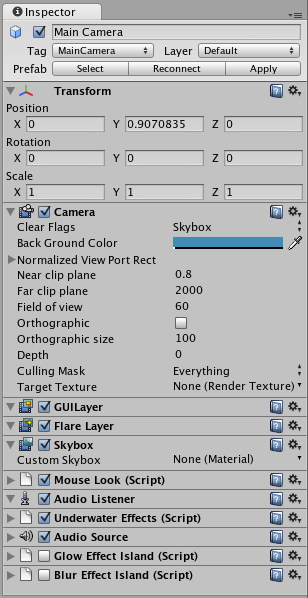 Inspector
Main Camera
Tag MainCamera Layer Default
Prefab Select Reconnect Apply
Transform
Position
X 0 Y 0.9070835 Z 0
Rotation
X 0 Y 0 Z 0
Scale
X 1 Y 1 Z 1
Camera
Clear Flags Skybox
Back Ground Color
Normalized View Port Rect
Near clip plane 0.8
Far clip plane 2000
Field of view 60
Orthographic
Orthographic size 100
Depth 0
Culling Mask Everything
Target Texture None (Render Texture)
GUILayer
Flare Layer
Skybox
Custom Skybox None (Material)
Mouse Look (Script)
Audio Listener
Underwater Effects (Script)
Audio Source
Glow Effect Island (Script)
Blur Effect Island (Script)